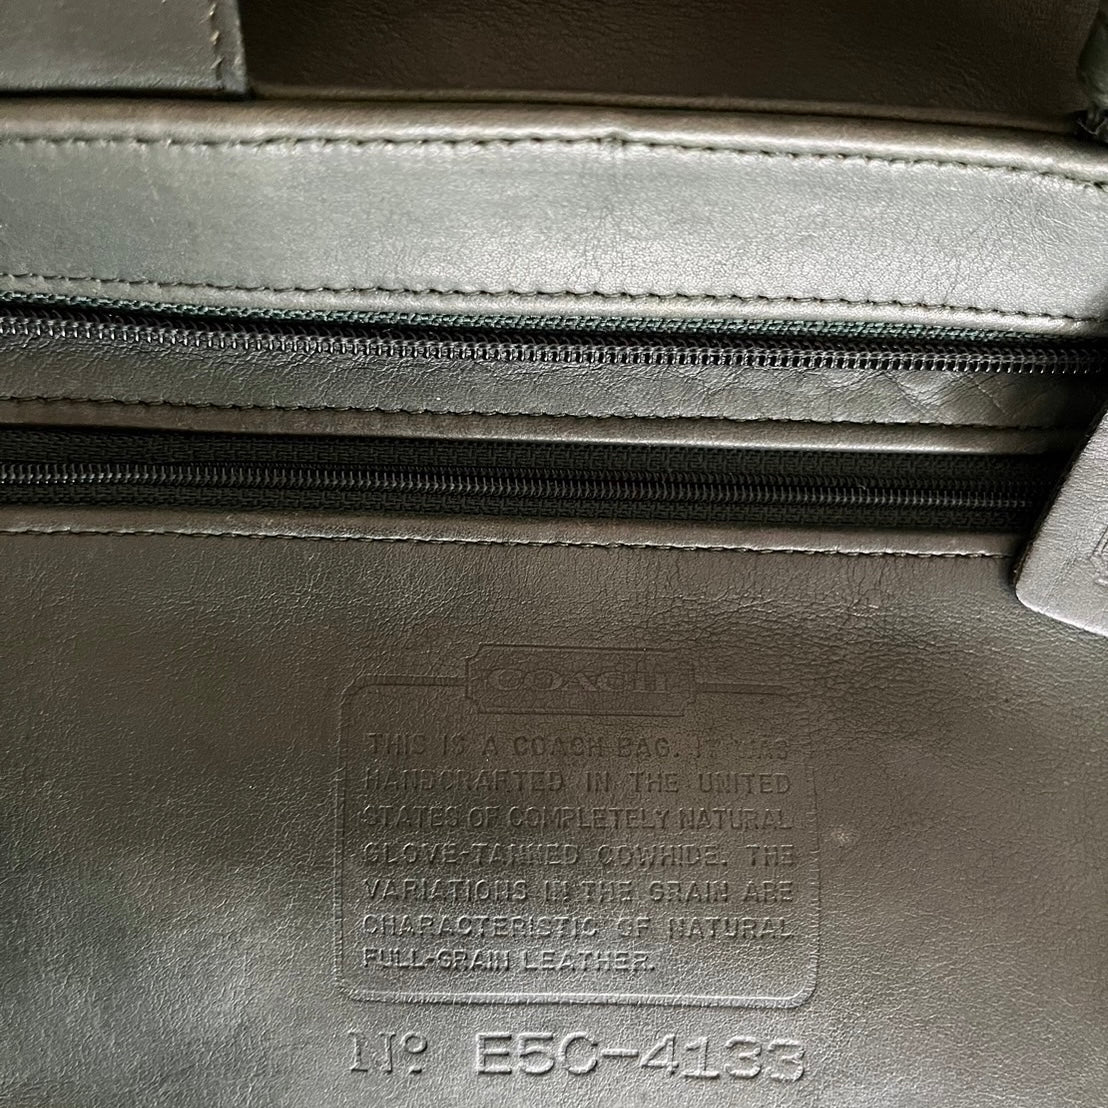 COACH
THIS IS A COACH BAG. IT WAS
HANDCRAFTED IN THE UNITED
STATES OF COMPLETELY NATURAL
GLOVE-TANNED COWHIDE. THE
VARIATIONS IN THE GRAIN ARE
CHARACTERISTIC OF NATURAL
FULL-GRAIN LEATHER.
Nº E5C-4133